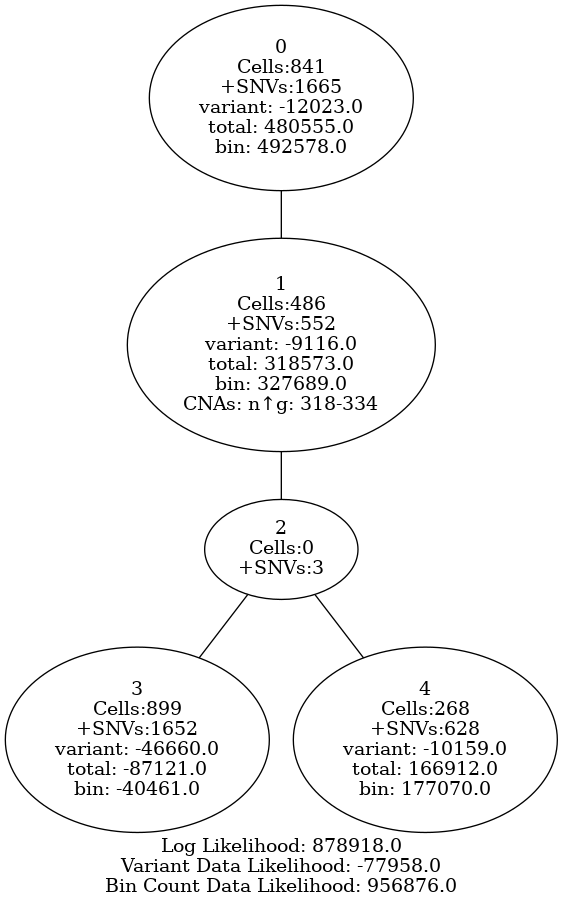 0
Cells:841
+SNVs:1665
variant: -12023.0
total: 480555.0
bin: 492578.0
1
Cells:486
+SNVs:552
variant: -9116.0
total: 318573.0
bin: 327689.0
CNAs: n↑g: 318-334
2
Cells:0
+SNVs:3
3
Cells:899
+SNVs:1652
variant: -46660.0
total: -87121.0
bin: -40461.0
4
Cells:268
+SNVs:628
variant: -10159.0
total: 166912.0
bin: 177070.0
Log Likelihood: 878918.0
Variant Data Likelihood: -77958.0
Bin Count Data Likelihood: 956876.0